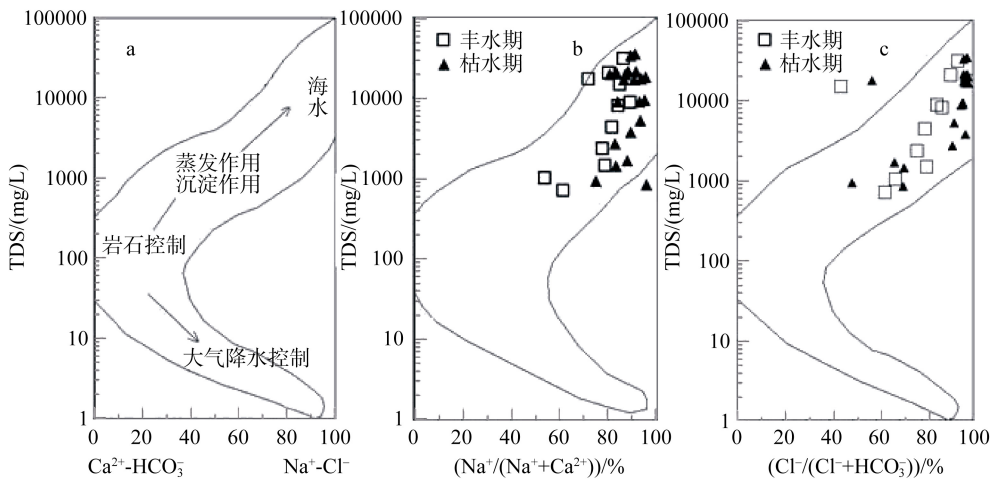 100000
10000
1000
100
10
1
TDS/(mg/L)
a
海
水
蒸发作用
沉淀作用
岩石控制
大气降水控制
0 20 40 60 80 100
Ca²⁺-HCO₃⁻ Na⁺-Cl⁻
100000
10000
1000
100
10
1
TDS/(mg/L)
丰水期
枯水期
b
0 20 40 60 80 100
(Na⁺/(Na⁺+Ca²⁺))/%
100000
10000
1000
100
10
1
TDS/(mg/L)
丰水期
枯水期
c
0 20 40 60 80 100
(Cl⁻/(Cl⁻+HCO₃⁻))/%